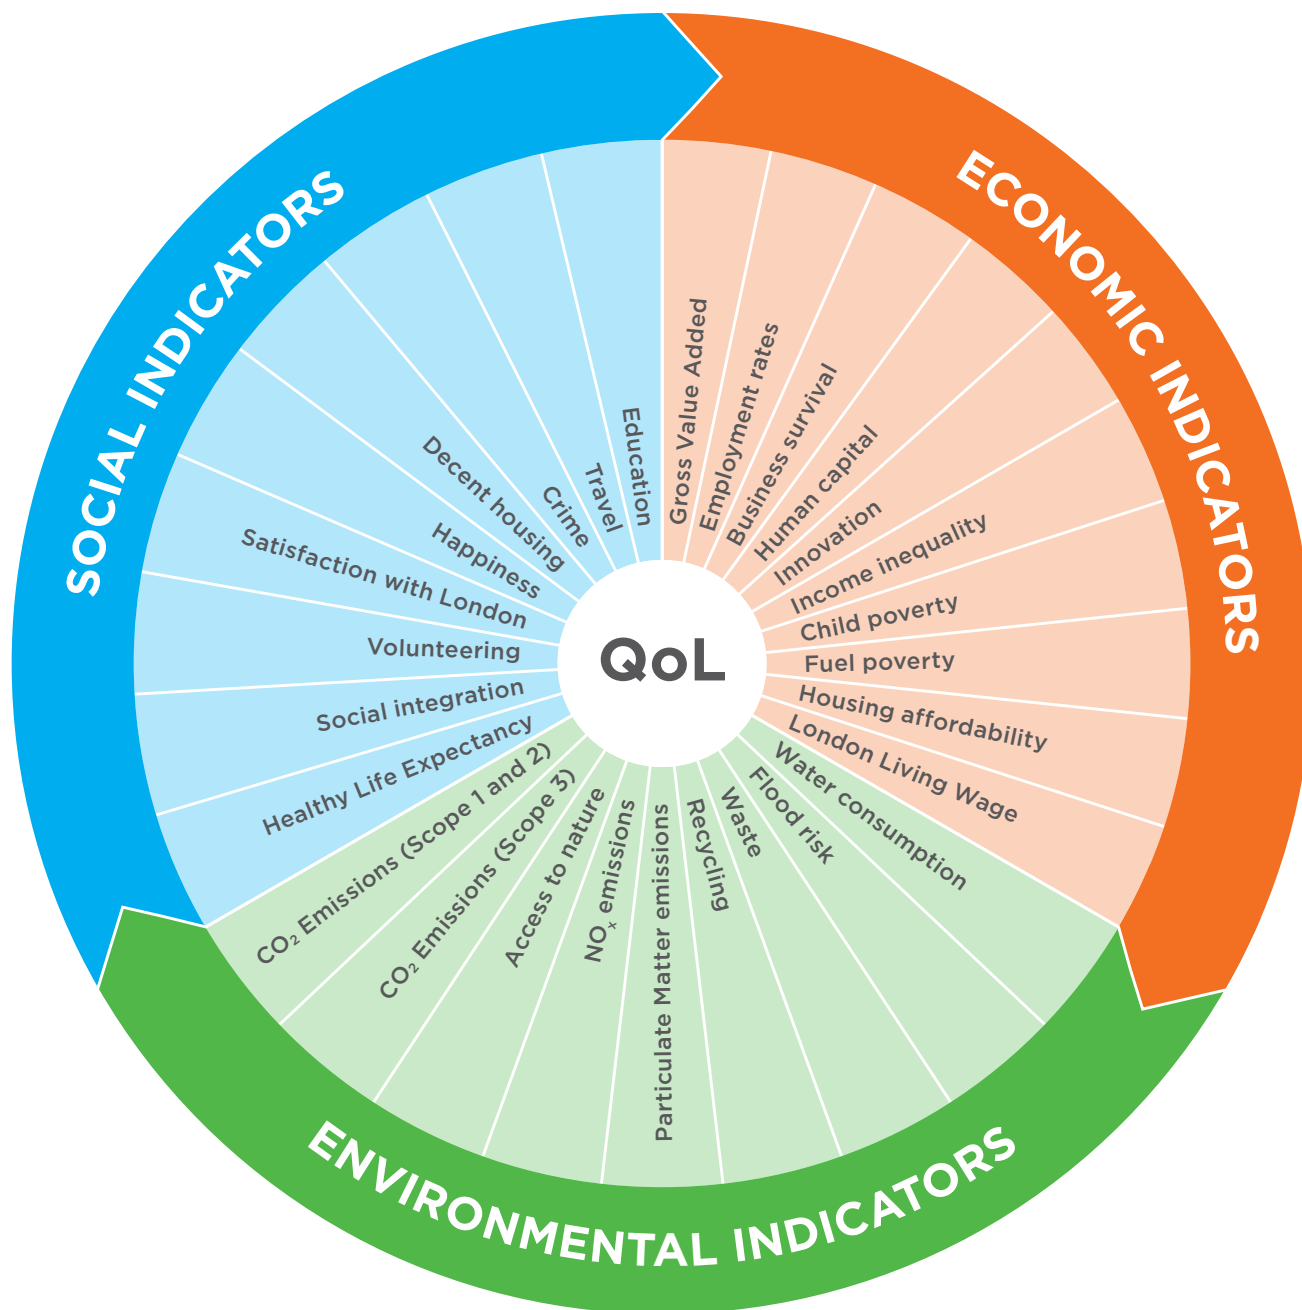 SOCIAL INDICATORS
ECONOMIC INDICATORS
ENVIRONMENTAL INDICATORS
QoL
Gross Value Added
Employment rates
Business survival
Human capital
Innovation
Income inequality
Child poverty
Fuel poverty
Housing affordability
London Living Wage
Water consumption
Flood risk
Waste
Recycling
Particulate Matter emissions
NOₓ emissions
Access to nature
CO₂ Emissions (Scope 3)
CO₂ Emissions (Scope 1 and 2)
Healthy Life Expectancy
Social integration
Volunteering
Satisfaction with London
Happiness
Decent housing
Crime
Travel
Education